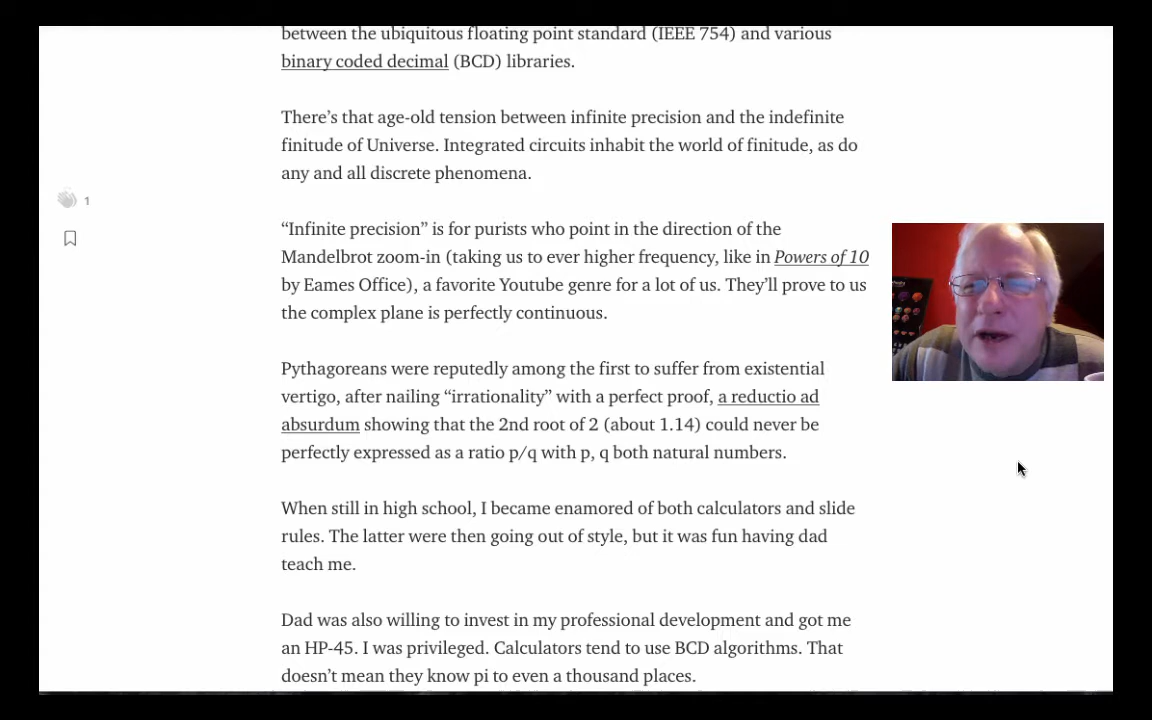 between the ubiquitous floating point standard (IEEE 754) and various
binary coded decimal (BCD) libraries.
There’s that age-old tension between infinite precision and the indefinite
finitude of Universe. Integrated circuits inhabit the world of finitude, as do
any and all discrete phenomena.
1
“Infinite precision” is for purists who point in the direction of the
Mandelbrot zoom-in (taking us to ever higher frequency, like in Powers of 10
by Eames Office), a favorite Youtube genre for a lot of us. They’ll prove to us
the complex plane is perfectly continuous.
Pythagoreans were reputedly among the first to suffer from existential
vertigo, after nailing “irrationality” with a perfect proof, a reductio ad
absurdum showing that the 2nd root of 2 (about 1.14) could never be
perfectly expressed as a ratio p/q with p, q both natural numbers.
When still in high school, I became enamored of both calculators and slide
rules. The latter were then going out of style, but it was fun having dad
teach me.
Dad was also willing to invest in my professional development and got me
an HP-45. I was privileged. Calculators tend to use BCD algorithms. That
doesn’t mean they know pi to even a thousand places.